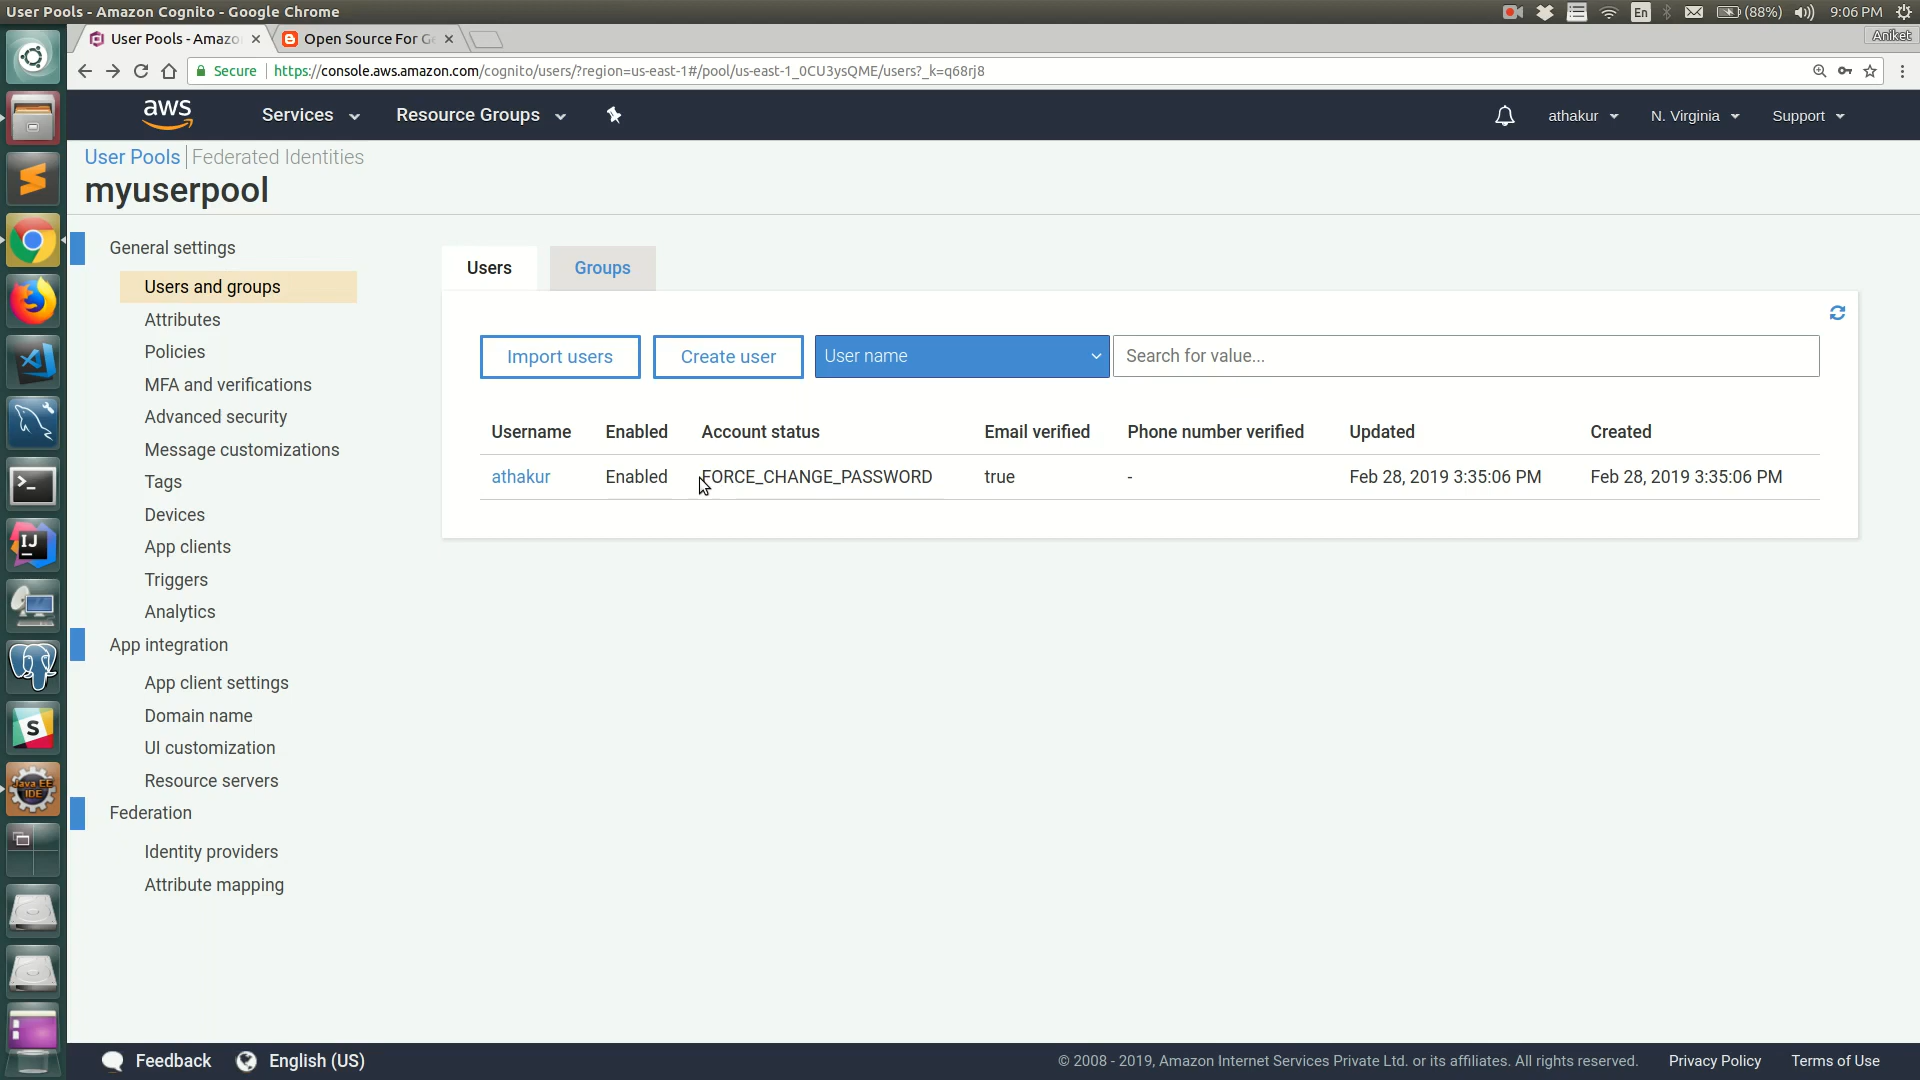 User Pools - Amazon Cognito - Google Chrome
En
(88%)
9:06 PM
User Pools - Amazo
Open Source For G
Aniket
Secure
https://console.aws.amazon.com/cognito/users/?region=us-east-1#/pool/us-east-1_0CU3ysQME/users?_k=q68rj8
aws
Services
Resource Groups
athakur
N. Virginia
Support
User Pools
Federated Identities
myuserpool
General settings
Users and groups
Attributes
Policies
MFA and verifications
Advanced security
Message customizations
Tags
Devices
App clients
Triggers
Analytics
App integration
App client settings
Domain name
UI customization
Resource servers
Federation
Identity providers
Attribute mapping
Users
Groups
Import users
Create user
User name
Search for value...
Username Enabled Account status Email verified Phone number verified Updated Created
athakur Enabled FORCE_CHANGE_PASSWORD true - Feb 28, 2019 3:35:06 PM Feb 28, 2019 3:35:06 PM
IJ
S
Java EE
IDE
Feedback
English (US)
© 2008 - 2019, Amazon Internet Services Private Ltd. or its affiliates. All rights reserved.
Privacy Policy
Terms of Use